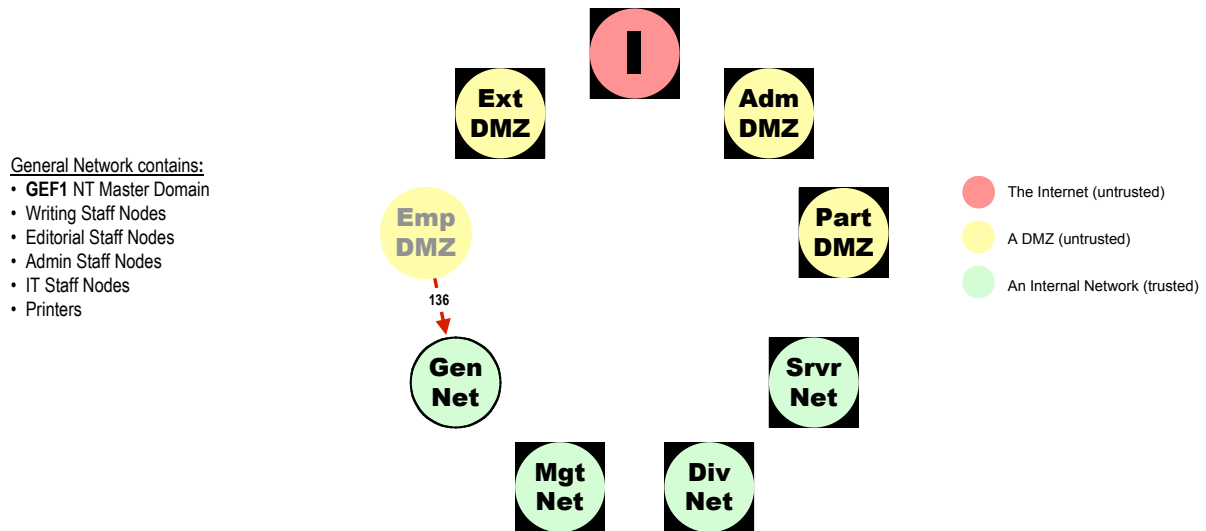 I
Ext
DMZ
Adm
DMZ
General Network contains:
• GEF1 NT Master Domain
• Writing Staff Nodes
• Editorial Staff Nodes
• Admin Staff Nodes
• IT Staff Nodes
• Printers
Emp
DMZ
Part
DMZ
The Internet (untrusted)
A DMZ (untrusted)
An Internal Network (trusted)
136
Gen
Net
Srvr
Net
Mgt
Net
Div
Net